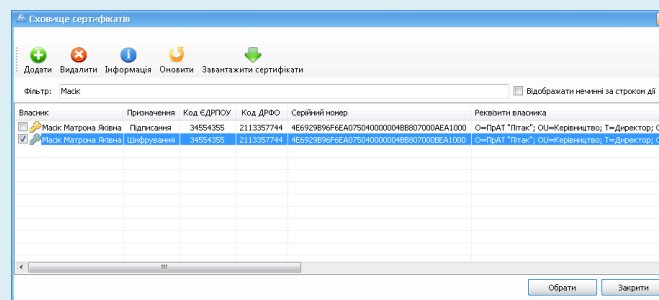 Сховище сертифікатів
Додати Видалити Інформація Оновити Завантажити сертифікати
Фільтр: Масік Відображати нечинні за строком дії
Власник Призначення Код ЄДРПОУ Код ДРФО Серійний номер Реквізити власника
Масік Матрона Яківна Підписання 34554355 2113357744 4E6929B96F6EA075040000004BB807000AEA1000 O=ПрАТ "Літак"; OU=Керівництво; T=Директор; C
Масік Матрона Яківна Шифрування 34554355 2113357744 4E6929B96F6EA075040000004BB807000BEA1000 O=ПрАТ "Літак"; OU=Керівництво; T=Директор; C
Обрати Закрити